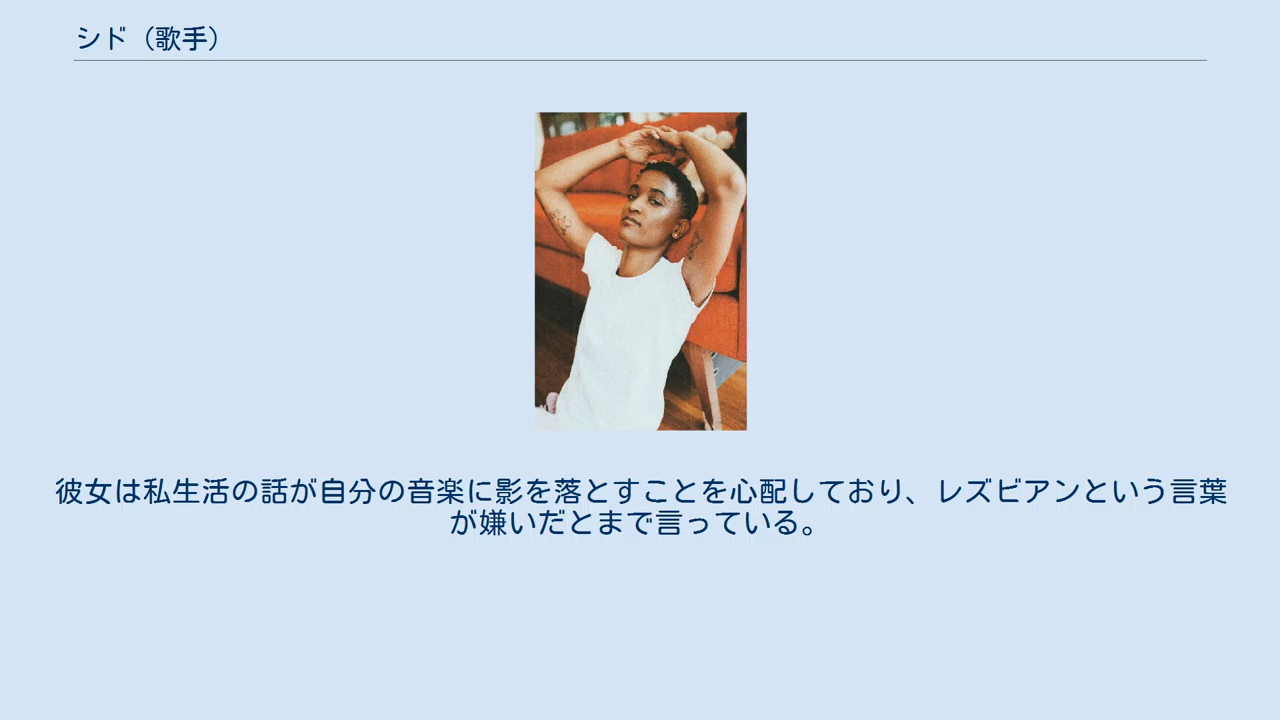 シド（歌手）
彼女は私生活の話が自分の音楽に影を落とすことを心配しており、レズビアンという言葉
が嫌いだとまで言っている。